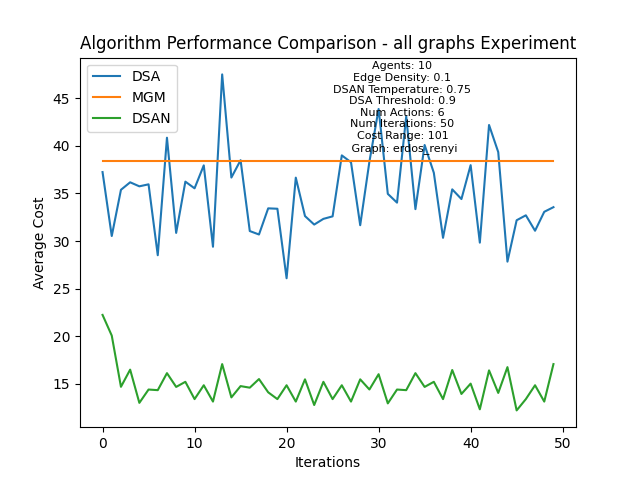 Algorithm Performance Comparison - all graphs Experiment
DSA
MGM
DSAN
Agents: 10
Edge Density: 0.1
DSAN Temperature: 0.75
DSA Threshold: 0.9
Num Actions: 6
Num Iterations: 50
Cost Range: 101
Graph: erdos_renyi
Average Cost
45
40
35
30
25
20
15
0
10
20
30
40
50
Iterations